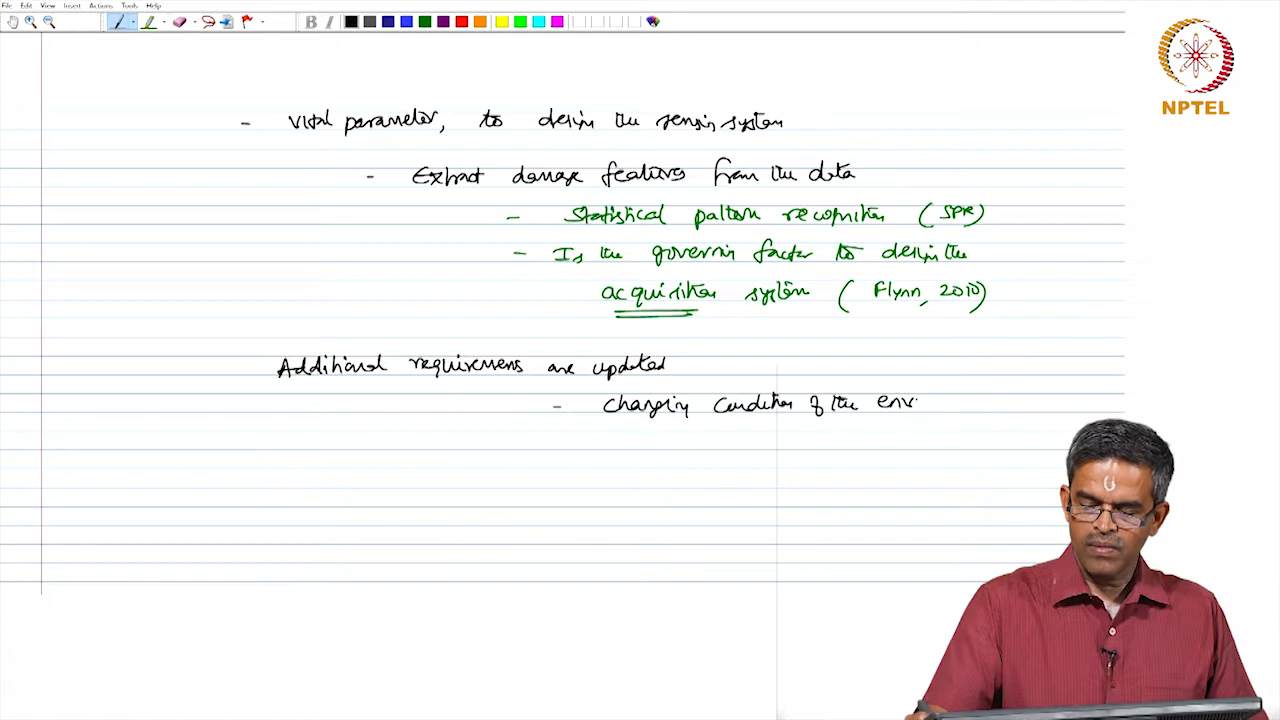 File Edit View Insert Actions Tools Help
B I
NPTEL
- Vital parameter, to design the sensing system
- Extract damage features from the data
- Statistical pattern recognition (SPR)
- Is the governing factor to design the
acquisition system (Flynn, 2010)
Additional requirements are updated
- Changing condition of the env.